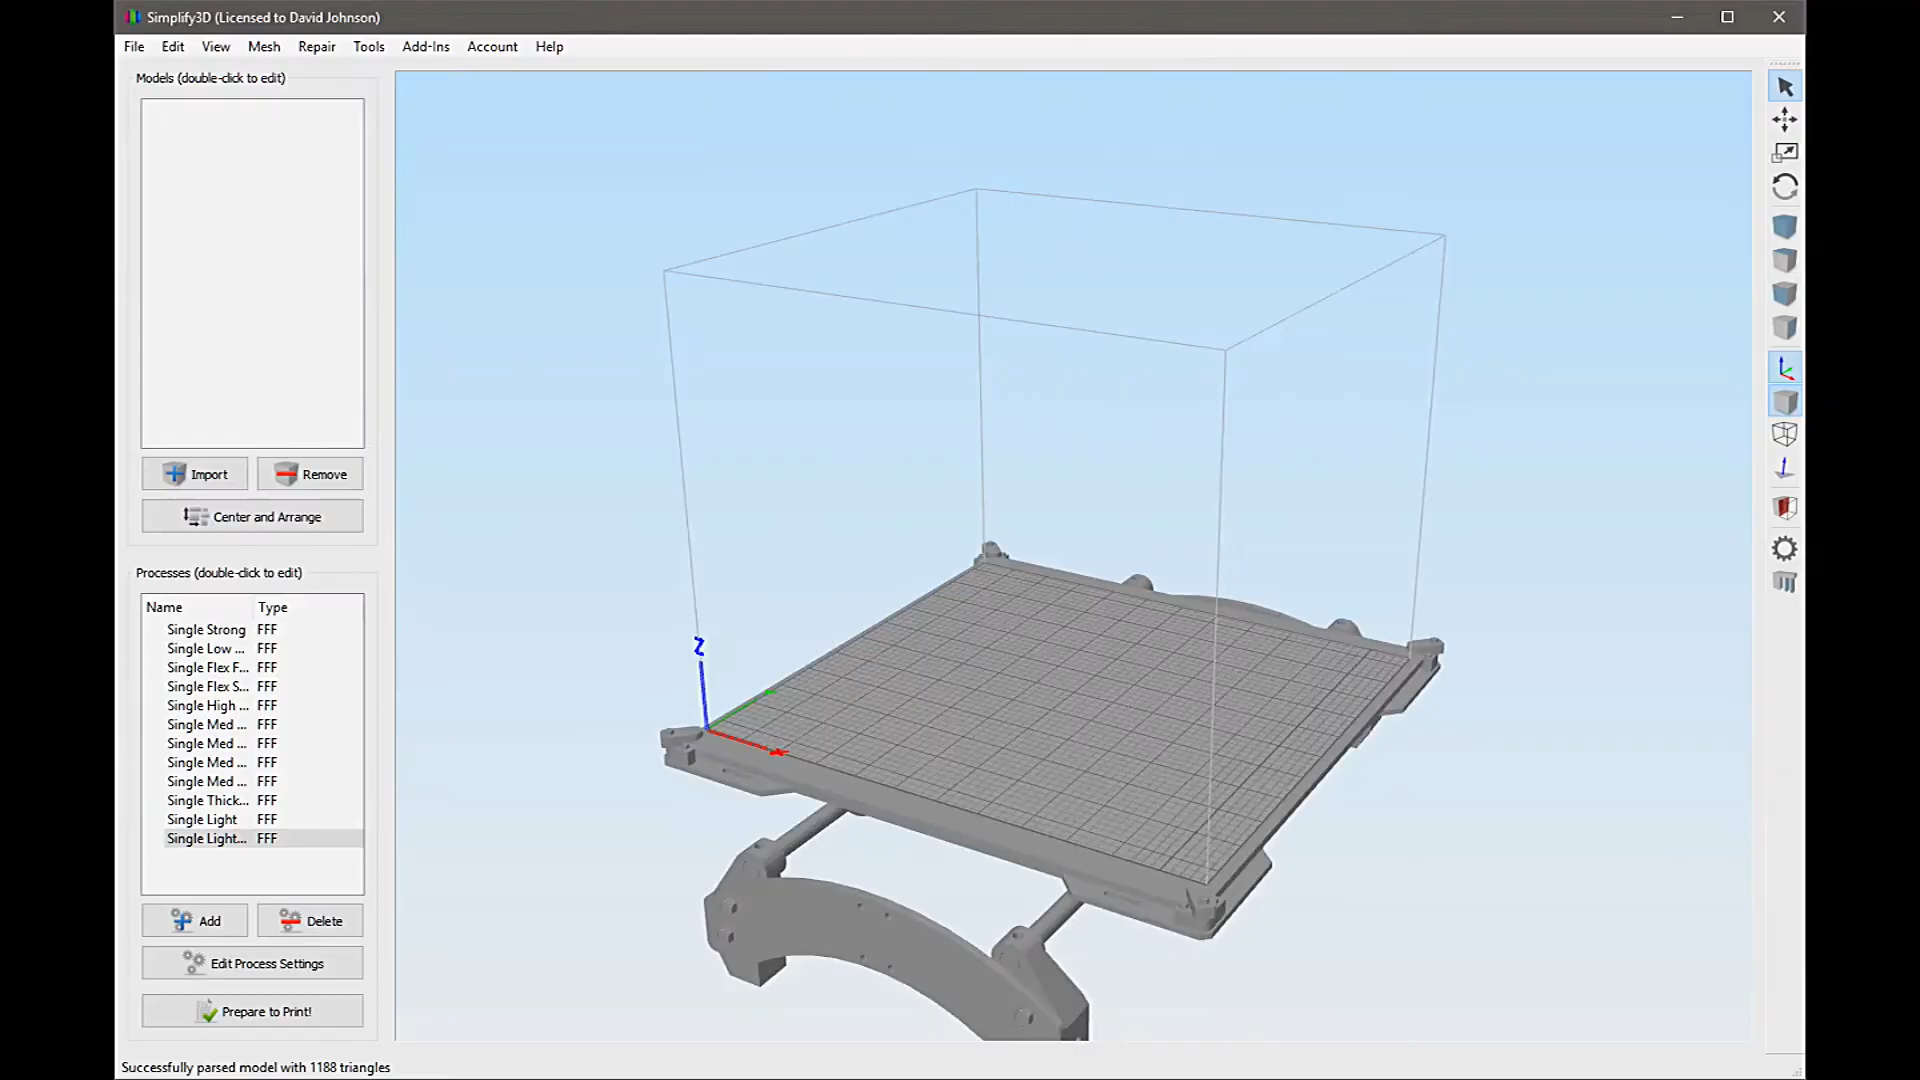 Simplify3D (Licensed to David Johnson)
File Edit View Mesh Repair Tools Add-Ins Account Help
Models (double-click to edit)
Import Remove
Center and Arrange
Processes (double-click to edit)
Name Type
Single Strong FFF
Single Low ... FFF
Single Flex F... FFF
Single Flex S... FFF
Single High ... FFF
Single Med ... FFF
Single Med ... FFF
Single Med ... FFF
Single Med ... FFF
Single Thick... FFF
Single Light FFF
Single Light... FFF
Add Delete
Edit Process Settings
Prepare to Print!
Z
Successfully parsed model with 1188 triangles